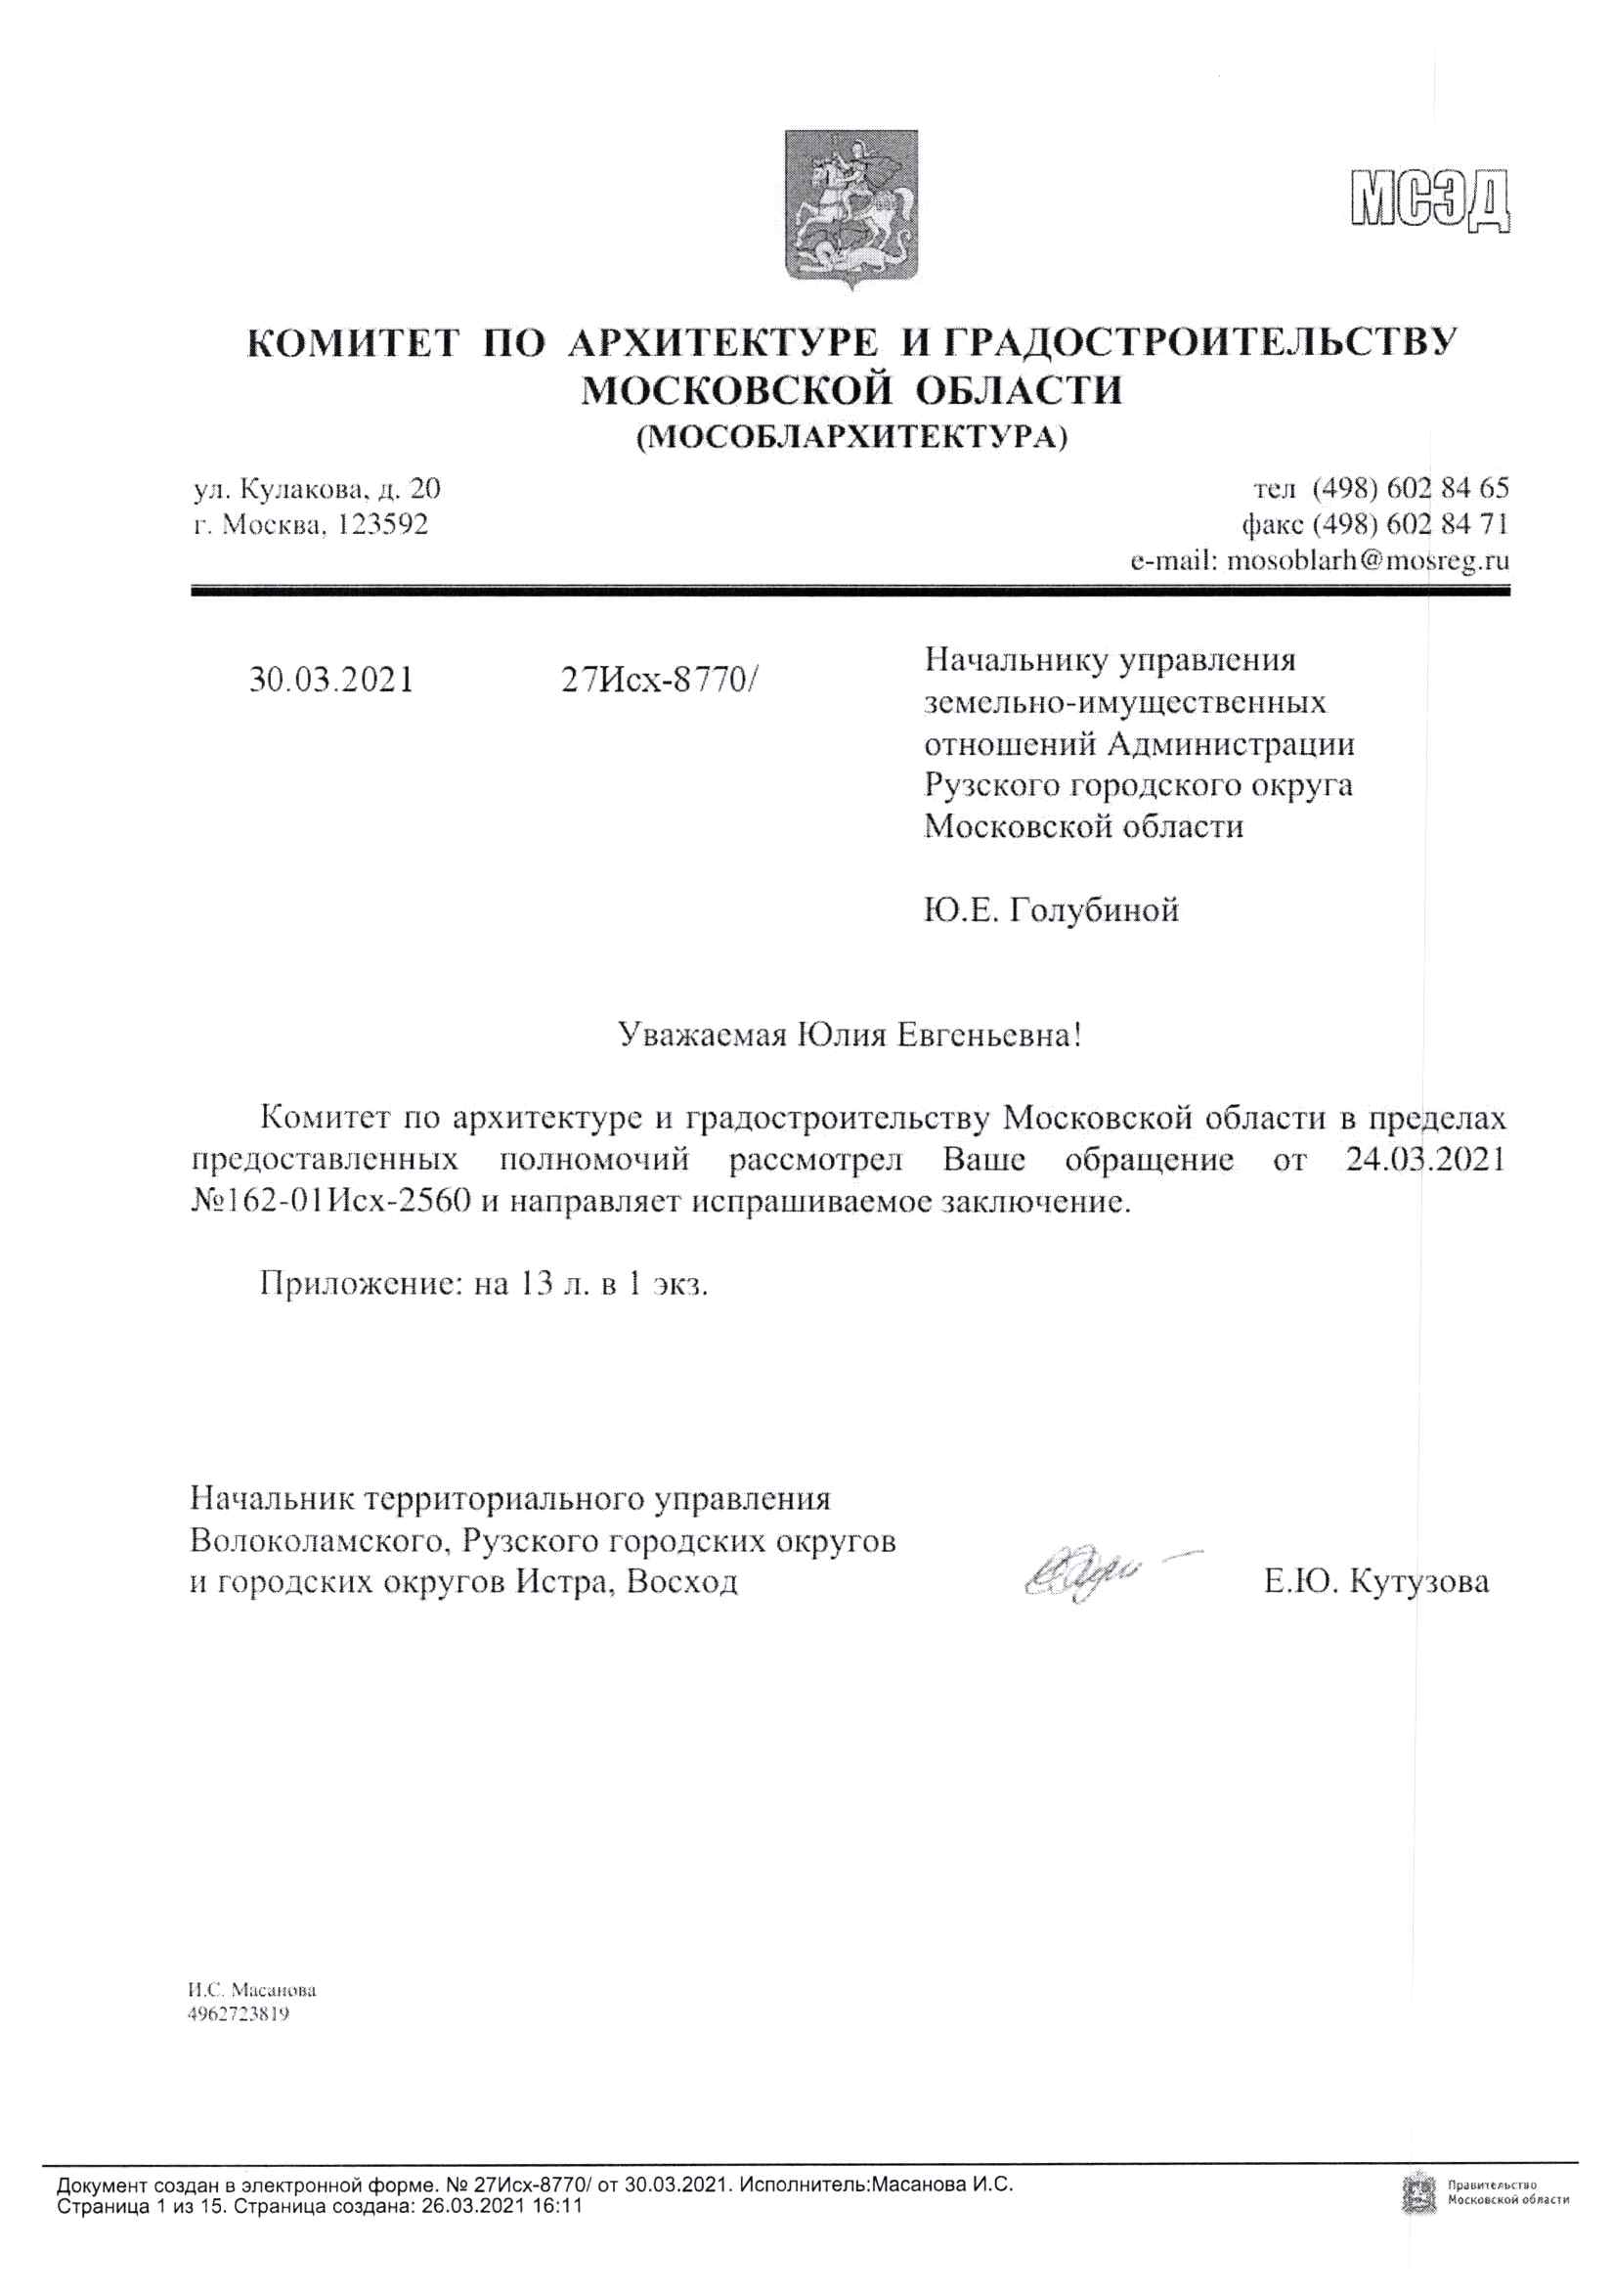 МСЭД
КОМИТЕТ ПО АРХИТЕКТУРЕ И ГРАДОСТРОИТЕЛЬСТВУ
МОСКОВСКОЙ ОБЛАСТИ
(МОСОБЛАРХИТЕКТУРА)
ул. Кулакова, д. 20
г. Москва, 123592
тел (498) 602 84 65
факс (498) 602 84 71
e-mail: mosoblarh@mosreg.ru
30.03.2021 27Исх-8770/
Начальнику управления
земельно-имущественных
отношений Администрации
Рузского городского округа
Московской области
Ю.Е. Голубиной
Уважаемая Юлия Евгеньевна!
Комитет по архитектуре и градостроительству Московской области в пределах
предоставленных полномочий рассмотрел Ваше обращение от 24.03.2021
№162-01Исх-2560 и направляет испрашиваемое заключение.
Приложение: на 13 л. в 1 экз.
Начальник территориального управления
Волоколамского, Рузского городских округов
и городских округов Истра, Восход
Е.Ю. Кутузова
И.С. Масанова
4962723819
Документ создан в электронной форме. № 27Исх-8770/ от 30.03.2021. Исполнитель:Масанова И.С.
Страница 1 из 15. Страница создана: 26.03.2021 16:11
Правительство
Московской области